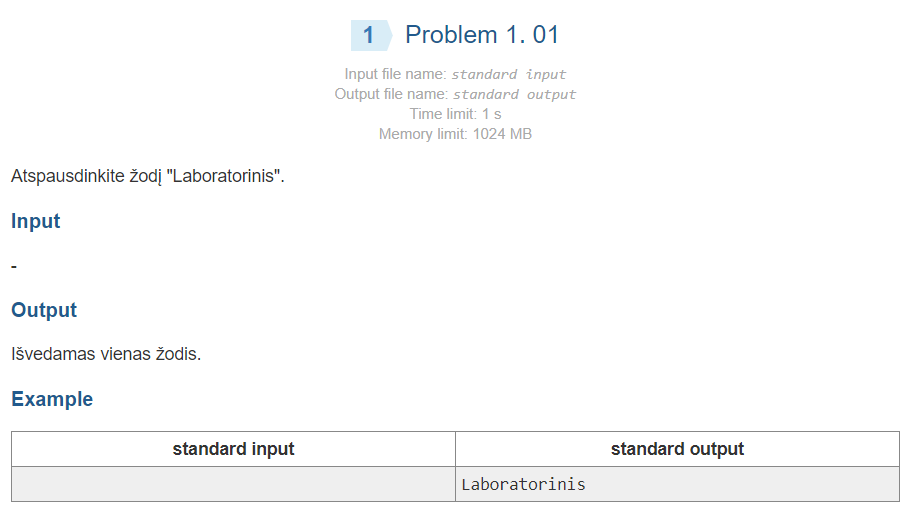 1 Problem 1. 01
Input file name: standard input
Output file name: standard output
Time limit: 1 s
Memory limit: 1024 MB
Atspausdinkite žodį "Laboratorinis".
Input
-
Output
Išvedamas vienas žodis.
Example
standard input standard output
Laboratorinis